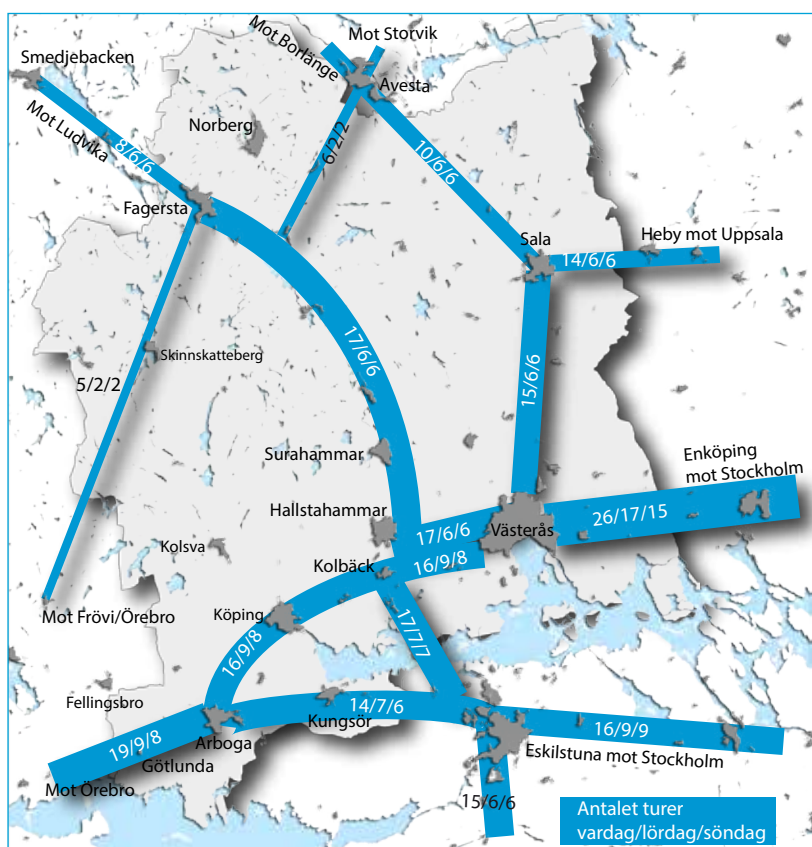 Mot Storvik
Mot Borlänge
Smedjebacken
Avesta
Mot Ludvika
Norberg
8/6/6
6/2/2
10/6/6
Fagersta
Sala
Heby mot Uppsala
14/6/6
Skinnskatteberg
17/6/6
5/2/2
15/6/6
Surahammar
Enköping
mot Stockholm
Hallstahammar
26/17/15
17/6/6
Västerås
Kolsva
16/9/8
Kolbäck
Mot Frövi/Örebro
Köping
17/7/7
16/9/8
Fellingsbro
14/7/6
Kungsör
16/9/9
Arboga
19/9/8
Götlunda
Eskilstuna mot Stockholm
Mot Örebro
15/6/6
Antalet turer
vardag/lördag/söndag